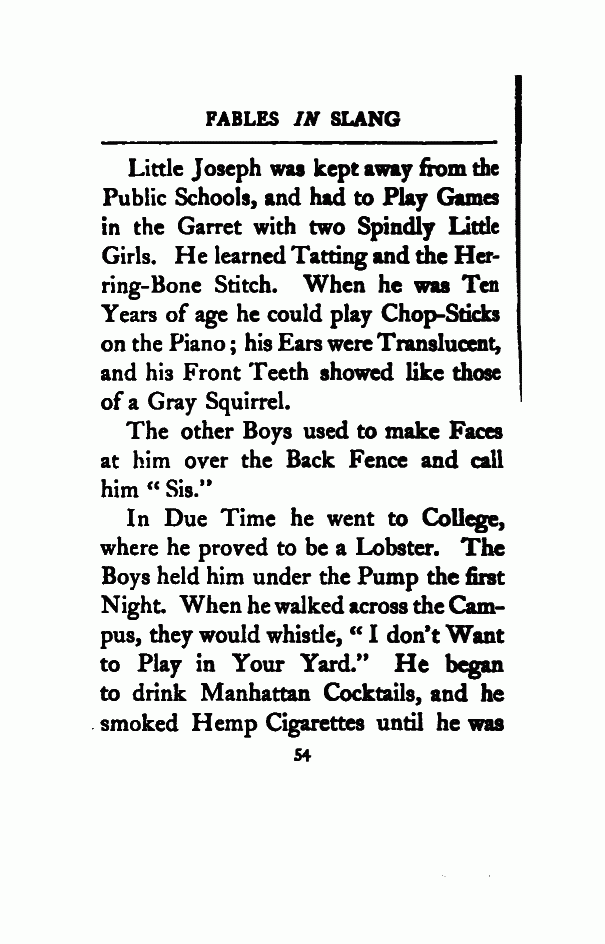 FABLES IN SLANG
Little Joseph was kept away from the
Public Schools, and had to Play Games
in the Garret with two Spindly Little
Girls. He learned Tatting and the Her-
ring-Bone Stitch. When he was Ten
Years of age he could play Chop-Sticks
on the Piano; his Ears were Translucent,
and his Front Teeth showed like those
of a Gray Squirrel.
The other Boys used to make Faces
at him over the Back Fence and call
him "Sis."
In Due Time he went to College,
where he proved to be a Lobster. The
Boys held him under the Pump the first
Night. When he walked across the Cam-
pus, they would whistle, "I don't Want
to Play in Your Yard." He began
to drink Manhattan Cocktails, and he
smoked Hemp Cigarettes until he was
54